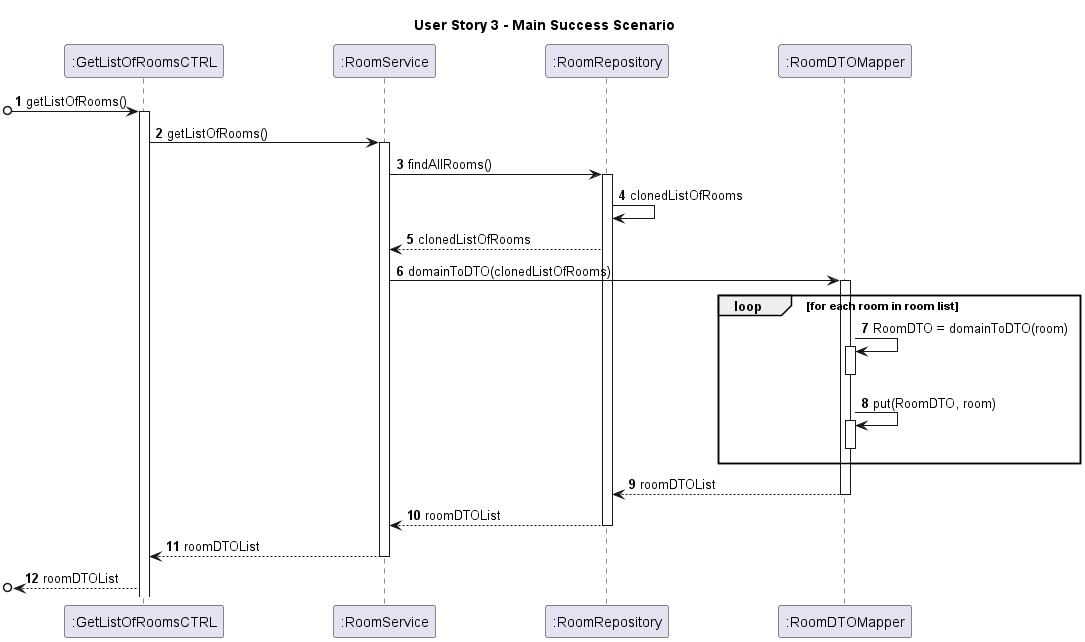 User Story 3 - Main Success Scenario
:GetListOfRoomsCTRL :RoomService :RoomRepository :RoomDTOMapper
1 getListOfRooms()
2 getListOfRooms()
3 findAllRooms()
4 clonedListOfRooms
5 clonedListOfRooms
6 domainToDTO(clonedListOfRooms)
loop [for each room in room list]
7 RoomDTO = domainToDTO(room)
8 put(RoomDTO, room)
9 roomDTOList
10 roomDTOList
11 roomDTOList
12 roomDTOList
:GetListOfRoomsCTRL :RoomService :RoomRepository :RoomDTOMapper